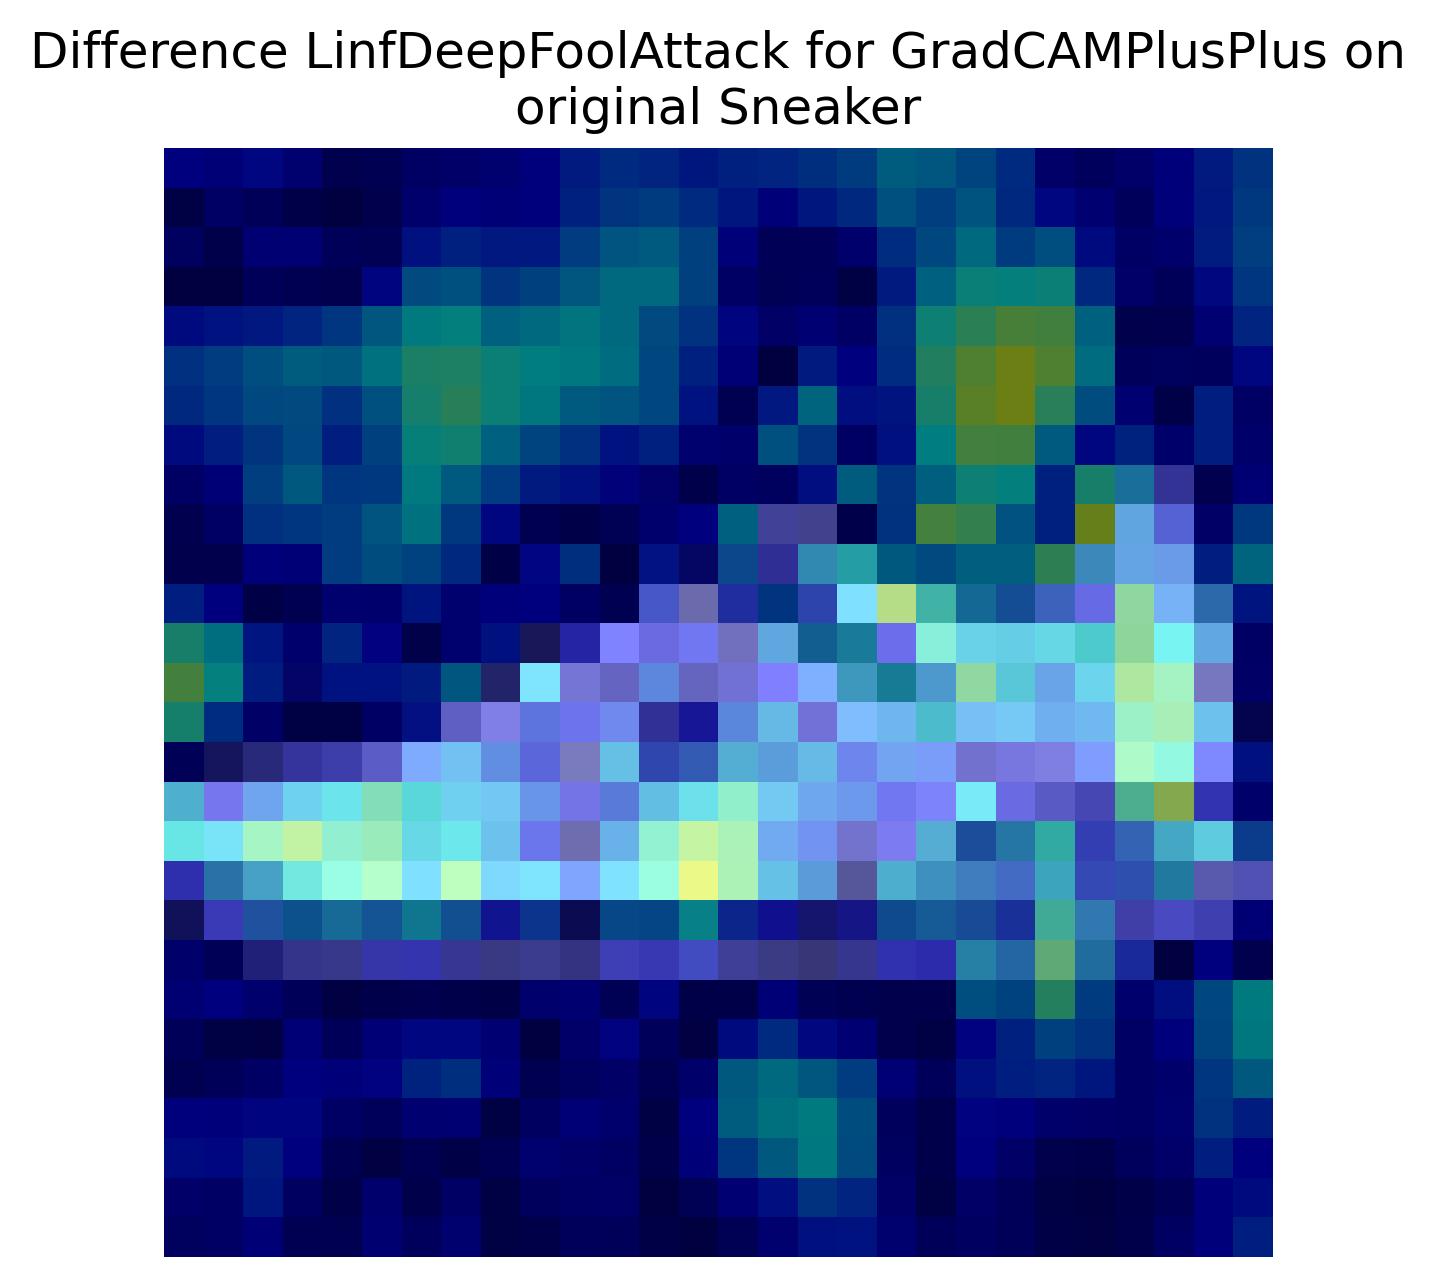 Difference LinfDeepFoolAttack for GradCAMPlusPlus on
original Sneaker